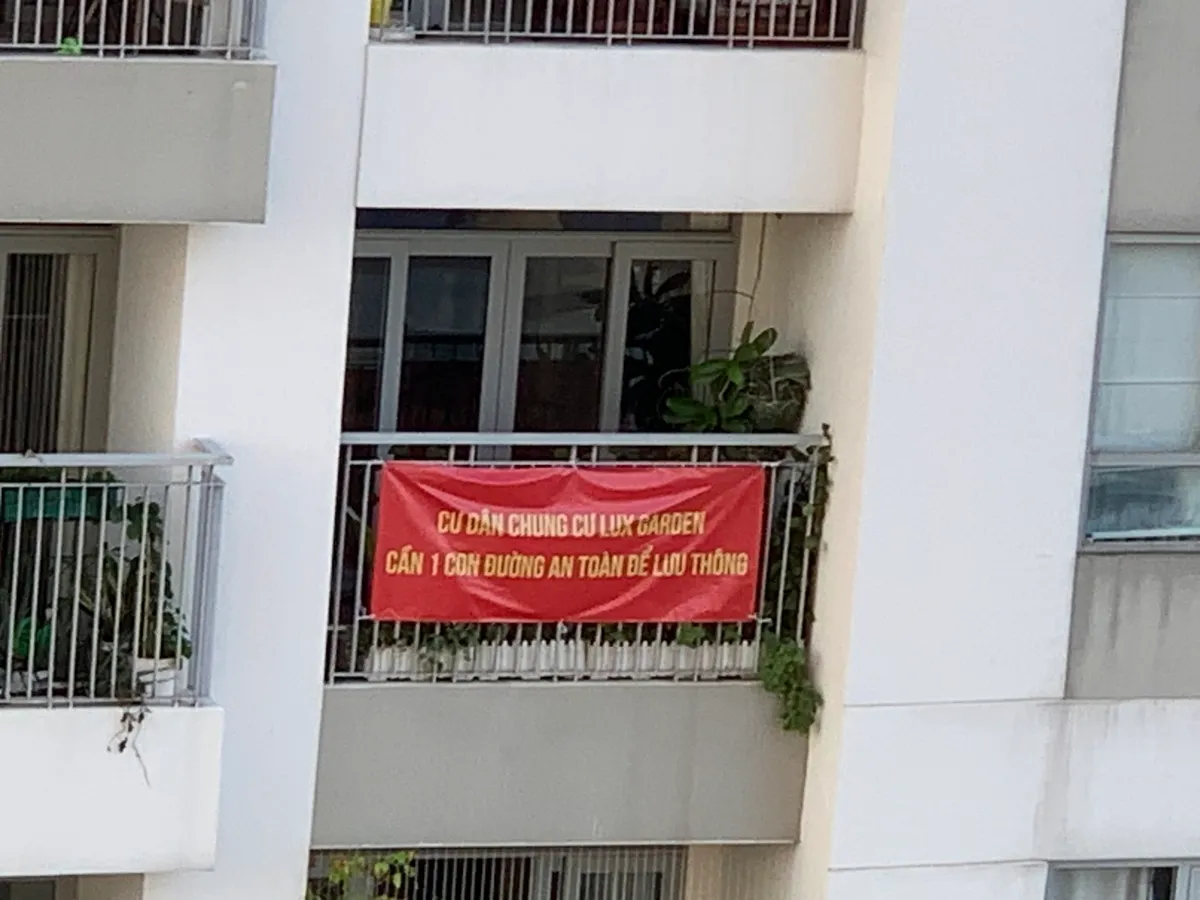 CƯ DÂN CHUNG CƯ LUX GARDEN
CẦN 1 CON ĐƯỜNG AN TOÀN ĐỂ LƯU THÔNG